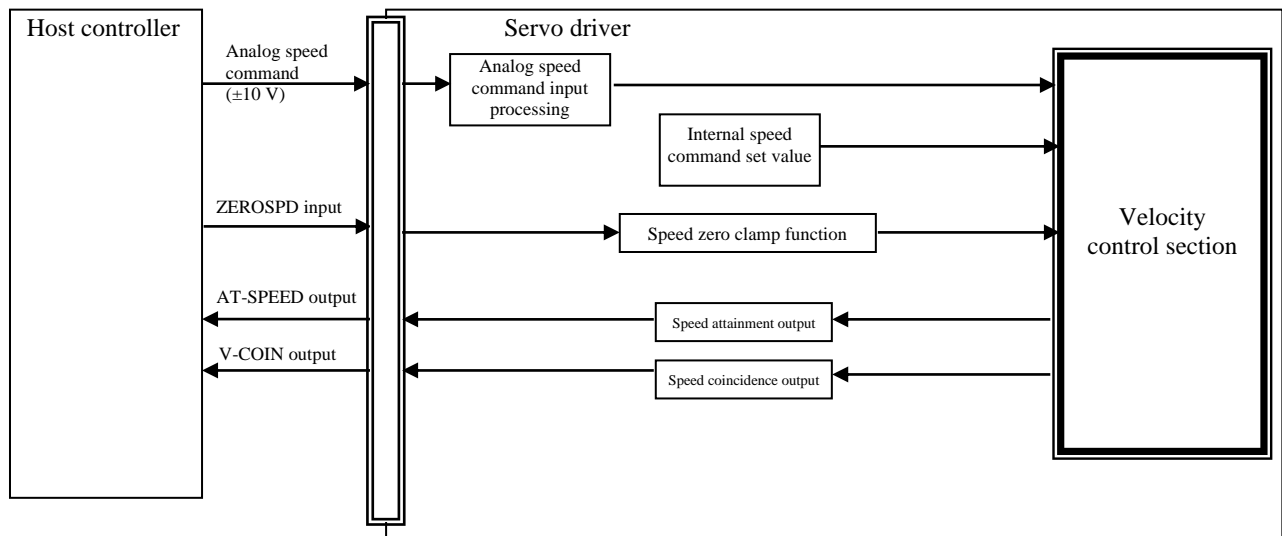 Host controller
Servo driver
Analog speed
command
(±10 V)
Analog speed
command input
processing
Internal speed
command set value
ZEROSPD input
Speed zero clamp function
Velocity
control section
AT-SPEED output
Speed attainment output
V-COIN output
Speed coincidence output